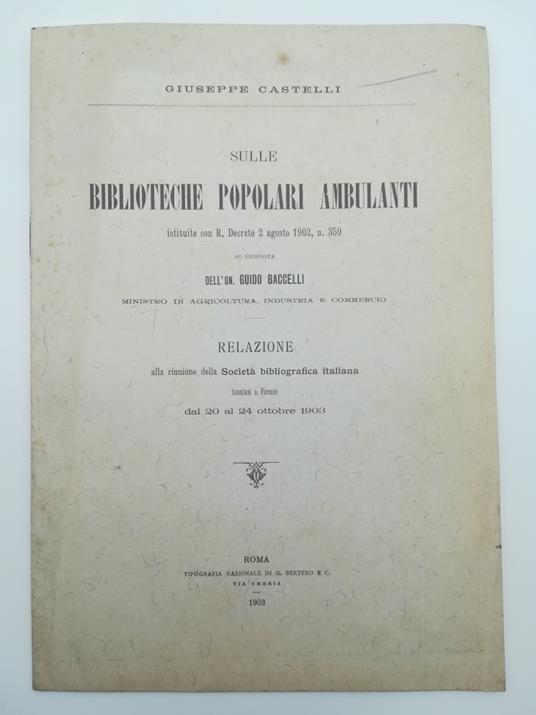 GIUSEPPE CASTELLI
SULLE
BIBLIOTECHE POPOLARI AMBULANTI
istituite con R. Decreto 2 agosto 1902, n. 359
SU PROPOSTA
DELL'ON. GUIDO BACCELLI
MINISTRO DI AGRICOLTURA, INDUSTRIA E COMMERCIO
RELAZIONE
alla riunione della Società bibliografica italiana
tenutasi a Firenze
dal 20 al 24 ottobre 1903
ROMA
TIPOGRAFIA NAZIONALE DI G. BERTERO E C.
VIA UMBRIA
1903